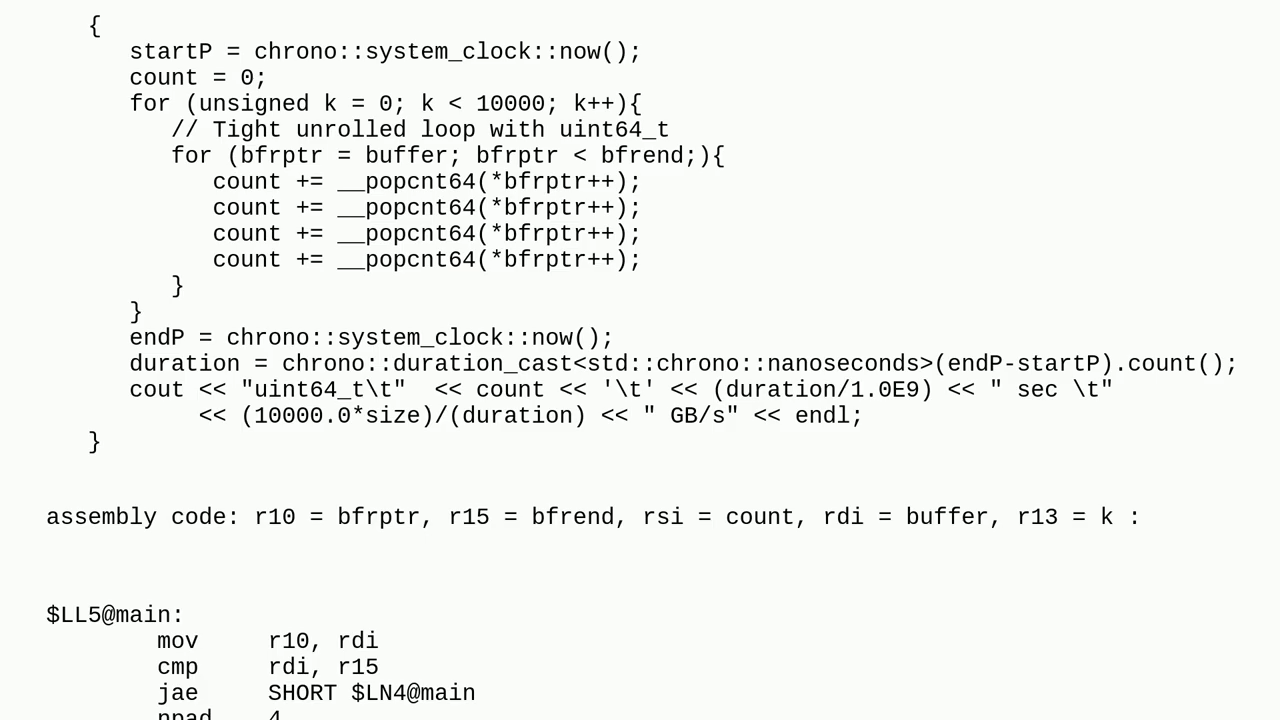 {
startP = chrono::system_clock::now();
count = 0;
for (unsigned k = 0; k < 10000; k++){
// Tight unrolled loop with uint64_t
for (bfrptr = buffer; bfrptr < bfrend;){
count += __popcnt64(*bfrptr++);
count += __popcnt64(*bfrptr++);
count += __popcnt64(*bfrptr++);
count += __popcnt64(*bfrptr++);
}
}
endP = chrono::system_clock::now();
duration = chrono::duration_cast<std::chrono::nanoseconds>(endP-startP).count();
cout << "uint64_t\t"  << count << '\t' << (duration/1.0E9) << " sec \t"
<< (10000.0*size)/(duration) << " GB/s" << endl;
}
assembly code: r10 = bfrptr, r15 = bfrend, rsi = count, rdi = buffer, r13 = k :
$LL5@main:
mov     r10, rdi
cmp     rdi, r15
jae     SHORT $LN4@main
npad    4